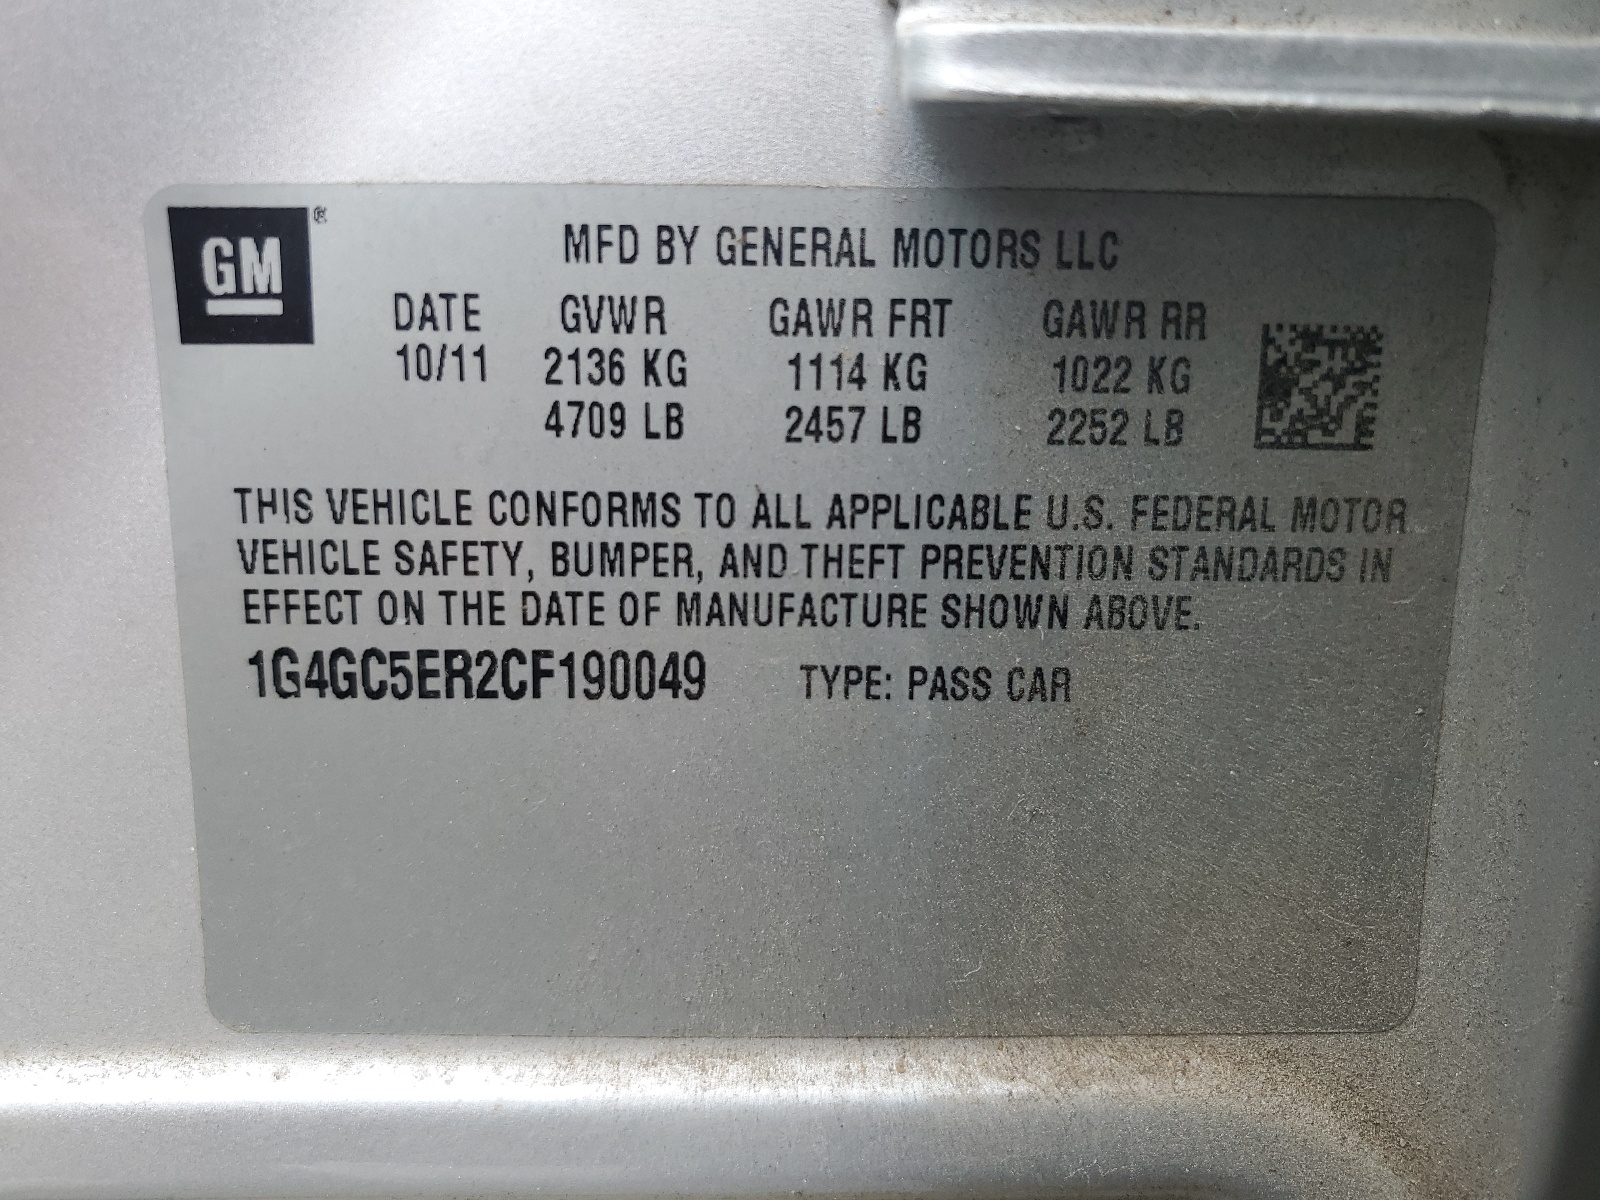 GM®
MFD BY GENERAL MOTORS LLC
DATE GVWR GAWR FRT GAWR RR
10/11 2136 KG 1114 KG 1022 KG
4709 LB 2457 LB 2252 LB
THIS VEHICLE CONFORMS TO ALL APPLICABLE U.S. FEDERAL MOTOR
VEHICLE SAFETY, BUMPER, AND THEFT PREVENTION STANDARDS IN
EFFECT ON THE DATE OF MANUFACTURE SHOWN ABOVE.
1G4GC5ER2CF190049 TYPE: PASS CAR